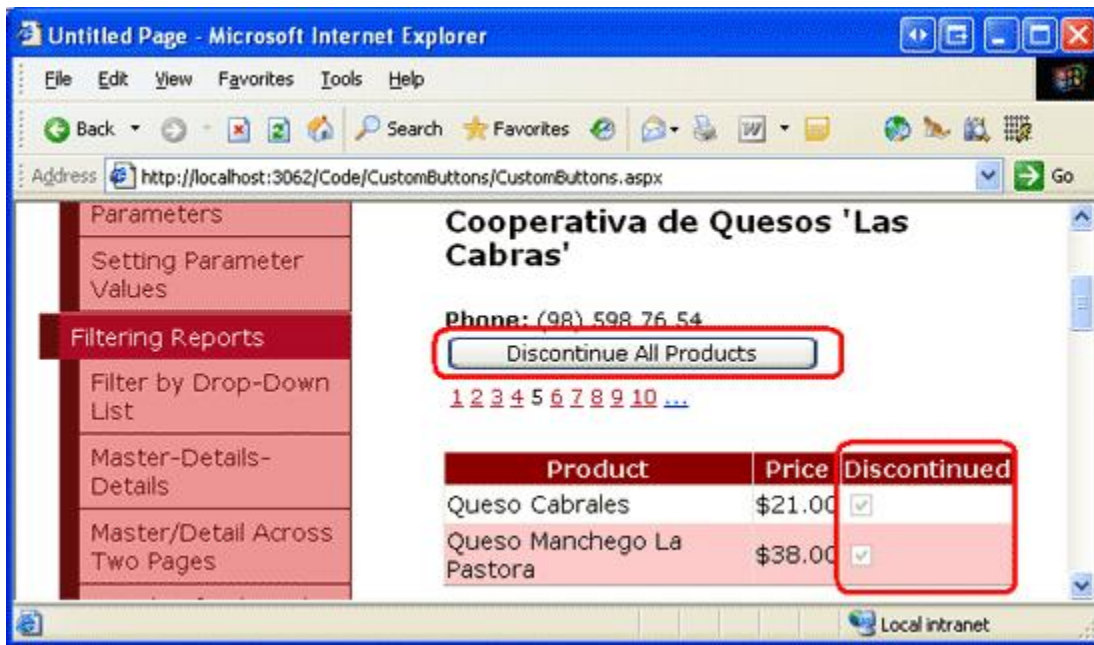 Untitled Page - Microsoft Internet Explorer
File Edit View Favorites Tools Help
Back Search Favorites
Address http://localhost:3062/Code/CustomButtons/CustomButtons.aspx Go
Parameters
Setting Parameter
Values
Filtering Reports
Filter by Drop-Down
List
Master-Details-
Details
Master/Detail Across
Two Pages
Cooperativa de Quesos 'Las
Cabras'
Phone: (98) 598 76 54
Discontinue All Products
1 2 3 4 5 6 7 8 9 10 ...
Product Price Discontinued
Queso Cabrales $21.00
Queso Manchego La
Pastora $38.00
Local intranet